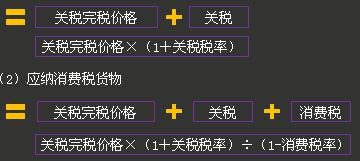 = 关税完税价格 + 关税
关税完税价格×（1＋关税税率）
（2）应纳消费税货物
= 关税完税价格 + 关税 + 消费税
关税完税价格×（1＋关税税率）÷（1-消费税率）